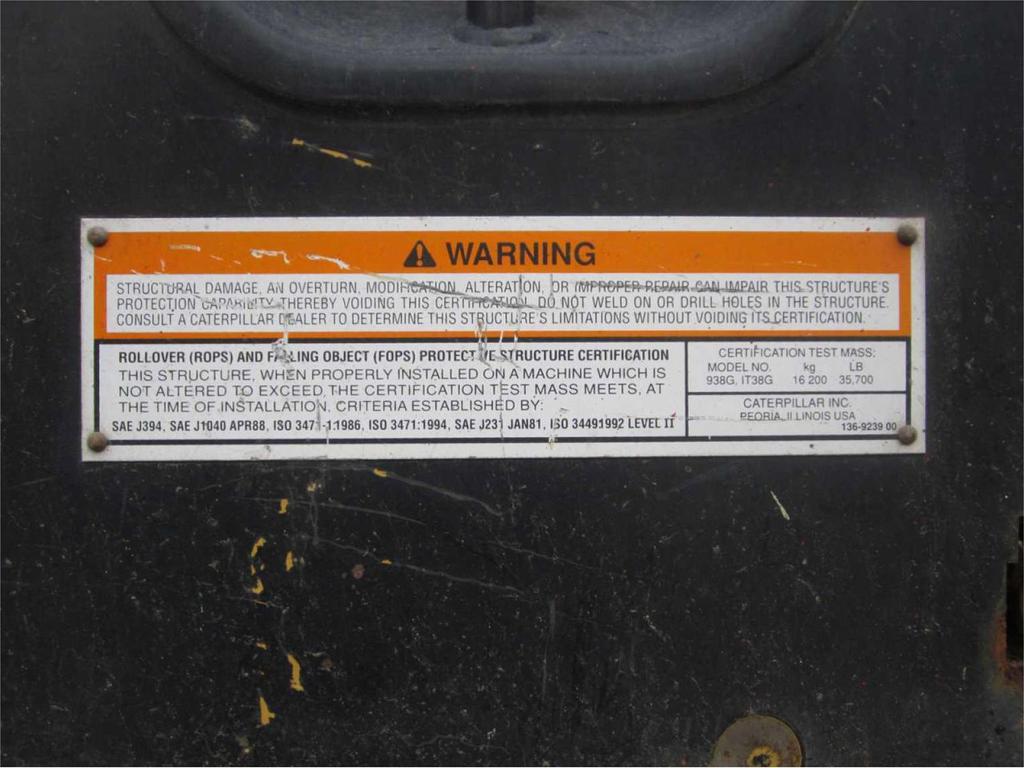 WARNING
STRUCTURAL DAMAGE, AN OVERTURN, MODIFICATION, ALTERATION, OR IMPROPER REPAIR CAN IMPAIR THIS STRUCTURE'S
PROTECTION CAPABILITY THEREBY VOIDING THIS CERTIFICATION. DO NOT WELD ON OR DRILL HOLES IN THE STRUCTURE.
CONSULT A CATERPILLAR DEALER TO DETERMINE THIS STRUCTURE'S LIMITATIONS WITHOUT VOIDING ITS CERTIFICATION.
ROLLOVER (ROPS) AND FALLING OBJECT (FOPS) PROTECTIVE STRUCTURE CERTIFICATION
THIS STRUCTURE, WHEN PROPERLY INSTALLED ON A MACHINE WHICH IS
NOT ALTERED TO EXCEED THE CERTIFICATION TEST MASS MEETS, AT
THE TIME OF INSTALLATION, CRITERIA ESTABLISHED BY:
SAE J394, SAE J1040 APR88, ISO 3471-1:1986, ISO 3471:1994, SAE J231 JAN81, ISO 34491992 LEVEL II
CERTIFICATION TEST MASS:
MODEL NO. kg LB
938G, IT38G 16 200 35,700
CATERPILLAR INC.
PEORIA, ILLINOIS USA
136-9239 00